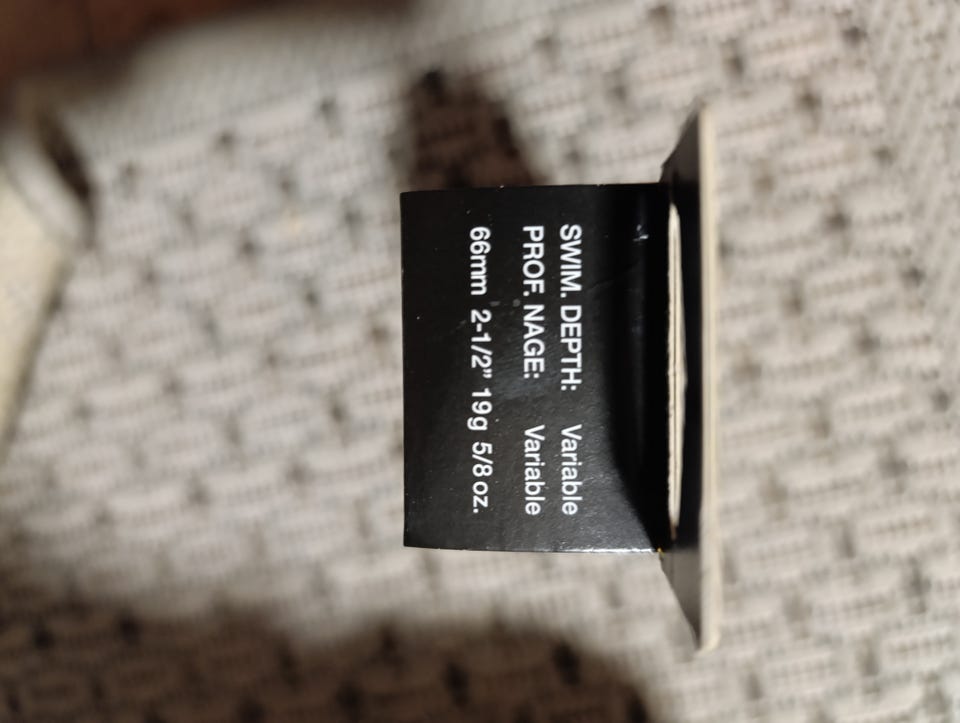 SWIM. DEPTH: Variable
PROF. NAGE: Variable
66mm 2-1/2” 19g 5/8 oz.